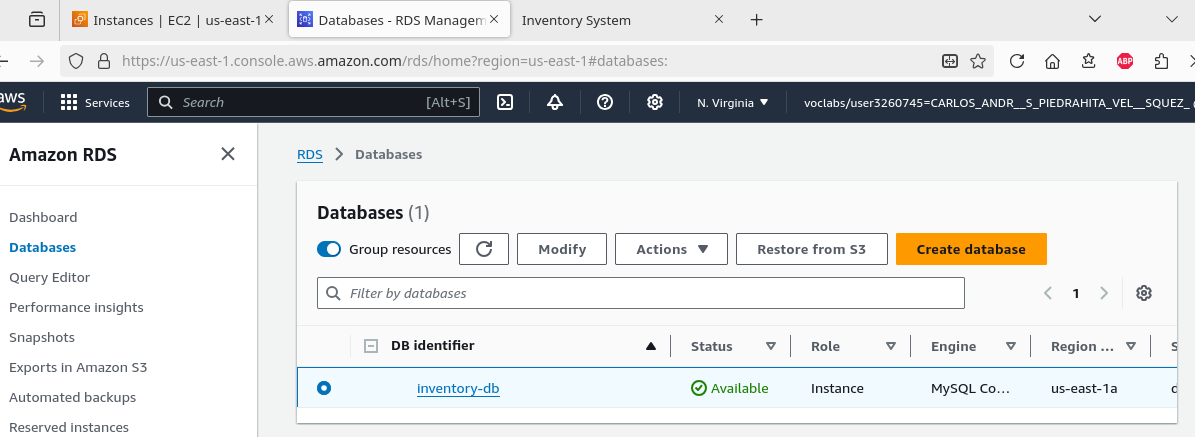 Instances | EC2 | us-east-1
Databases - RDS Managem
Inventory System
https://us-east-1.console.aws.amazon.com/rds/home?region=us-east-1#databases:
ABP
aws
Services
Search
[Alt+S]
N. Virginia
voclabs/user3260745=CARLOS_ANDR__S_PIEDRAHITA_VEL__SQUEZ_
Amazon RDS
RDS
Databases
Dashboard
Databases
Query Editor
Performance insights
Snapshots
Exports in Amazon S3
Automated backups
Reserved instances
Databases (1)
Group resources
Modify
Actions
Restore from S3
Create database
Filter by databases
1
DB identifier
Status
Role
Engine
Region ...
S
inventory-db
Available
Instance
MySQL Co...
us-east-1a